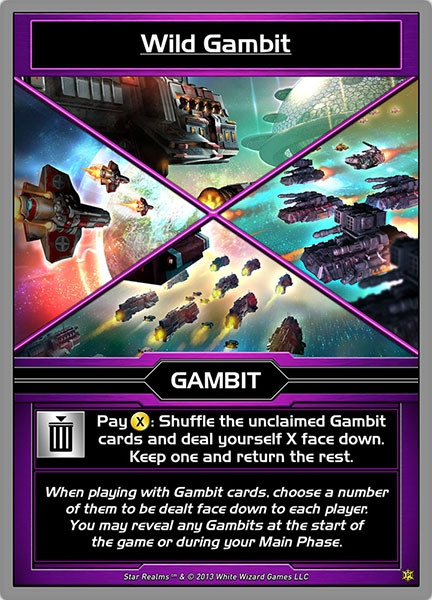 Wild Gambit
GAMBIT
Pay X: Shuffle the unclaimed Gambit
cards and deal yourself X face down.
Keep one and return the rest.
When playing with Gambit cards, choose a number
of them to be dealt face down to each player.
You may reveal any Gambits at the start of
the game or during your Main Phase.
Star Realms™ & © 2013 White Wizard Games LLC